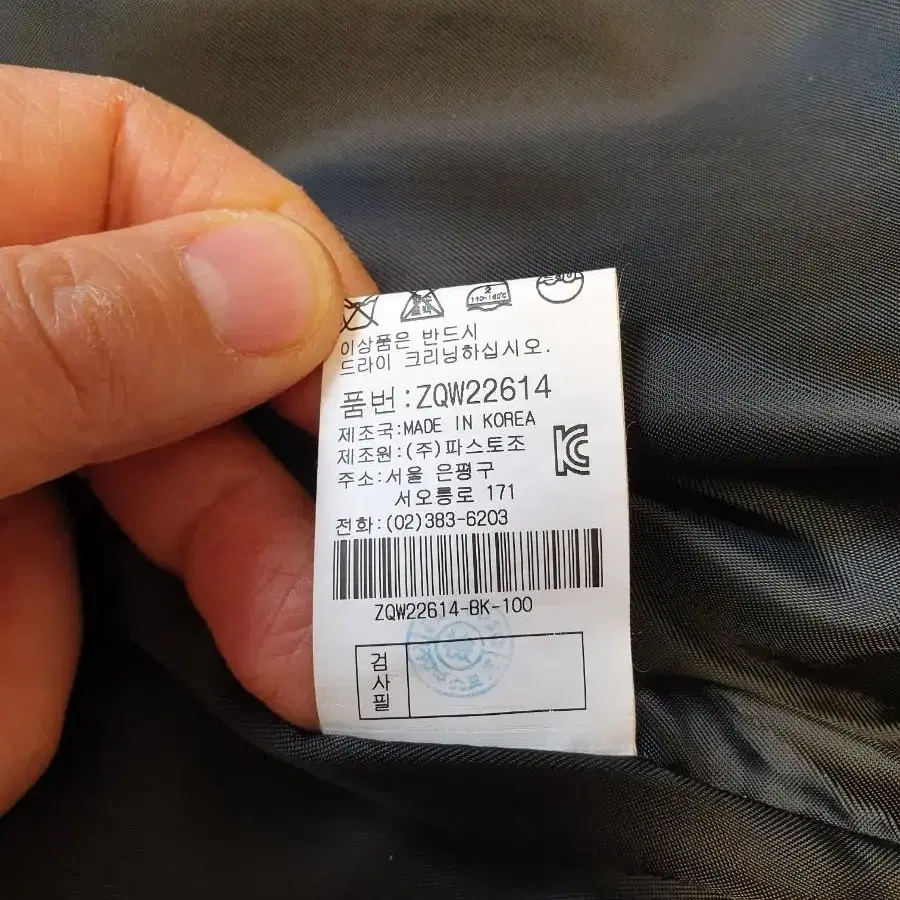 2
110~160℃
이상품은 반드시
드라이 크리닝하십시오.
품번:ZQW22614
제조국:MADE IN KOREA
제조원:(주)파스토조
주소:서울 은평구
서오릉로 171
전화:(02)383-6203
ZQW22614-BK-100
검사필